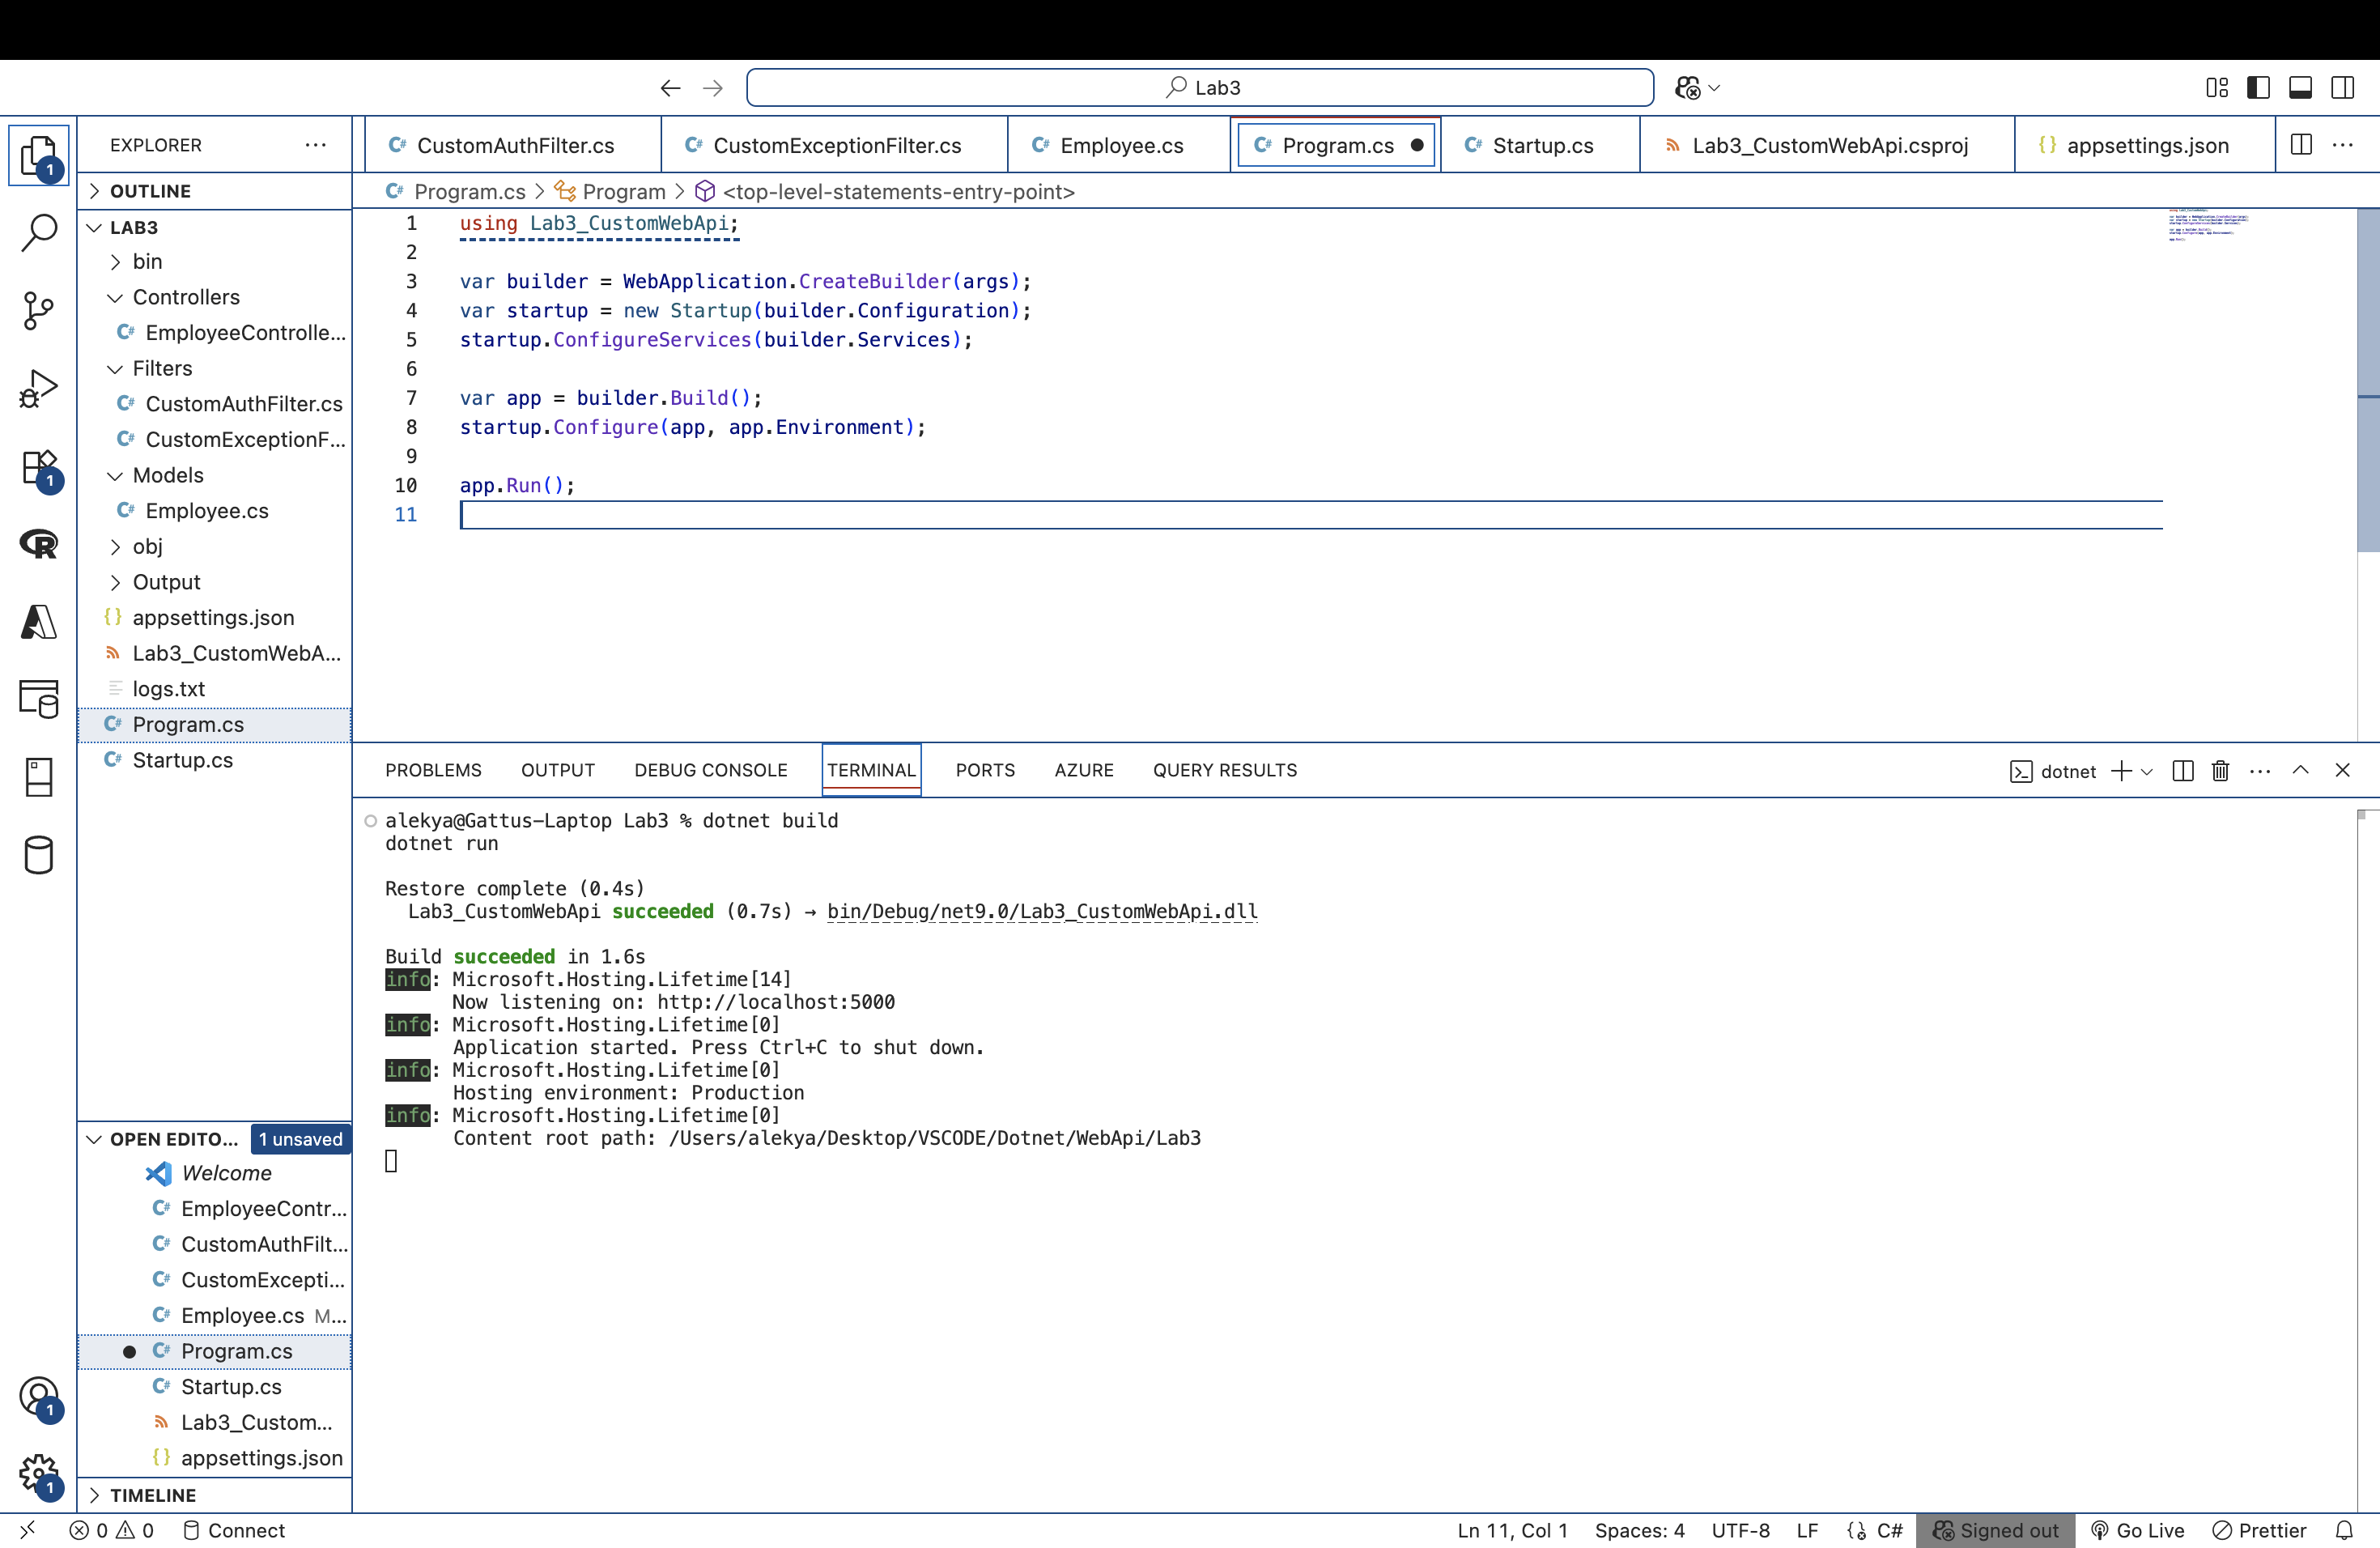 Lab3
EXPLORER
CustomAuthFilter.cs
CustomExceptionFilter.cs
Employee.cs
Program.cs
Startup.cs
Lab3_CustomWebApi.csproj
appsettings.json
OUTLINE
LAB3
bin
Controllers
EmployeeControlle...
Filters
CustomAuthFilter.cs
CustomExceptionF...
Models
Employee.cs
obj
Output
appsettings.json
Lab3_CustomWebA...
logs.txt
Program.cs
Startup.cs
OPEN EDITO... 1 unsaved
Welcome
EmployeeContr...
CustomAuthFilt...
CustomExcepti...
Employee.cs M...
Program.cs
Startup.cs
Lab3_Custom...
appsettings.json
TIMELINE
Program.cs > Program > <top-level-statements-entry-point>
1 using Lab3_CustomWebApi;
2
3 var builder = WebApplication.CreateBuilder(args);
4 var startup = new Startup(builder.Configuration);
5 startup.ConfigureServices(builder.Services);
6
7 var app = builder.Build();
8 startup.Configure(app, app.Environment);
9
10 app.Run();
11
PROBLEMS OUTPUT DEBUG CONSOLE TERMINAL PORTS AZURE QUERY RESULTS
dotnet
alekya@Gattus-Laptop Lab3 % dotnet build
dotnet run
Restore complete (0.4s)
Lab3_CustomWebApi succeeded (0.7s) → bin/Debug/net9.0/Lab3_CustomWebApi.dll
Build succeeded in 1.6s
info: Microsoft.Hosting.Lifetime[14]
Now listening on: http://localhost:5000
info: Microsoft.Hosting.Lifetime[0]
Application started. Press Ctrl+C to shut down.
info: Microsoft.Hosting.Lifetime[0]
Hosting environment: Production
info: Microsoft.Hosting.Lifetime[0]
Content root path: /Users/alekya/Desktop/VSCODE/Dotnet/WebApi/Lab3
1
1
1
1
0 0 Connect
Ln 11, Col 1 Spaces: 4 UTF-8 LF C# Signed out Go Live Prettier